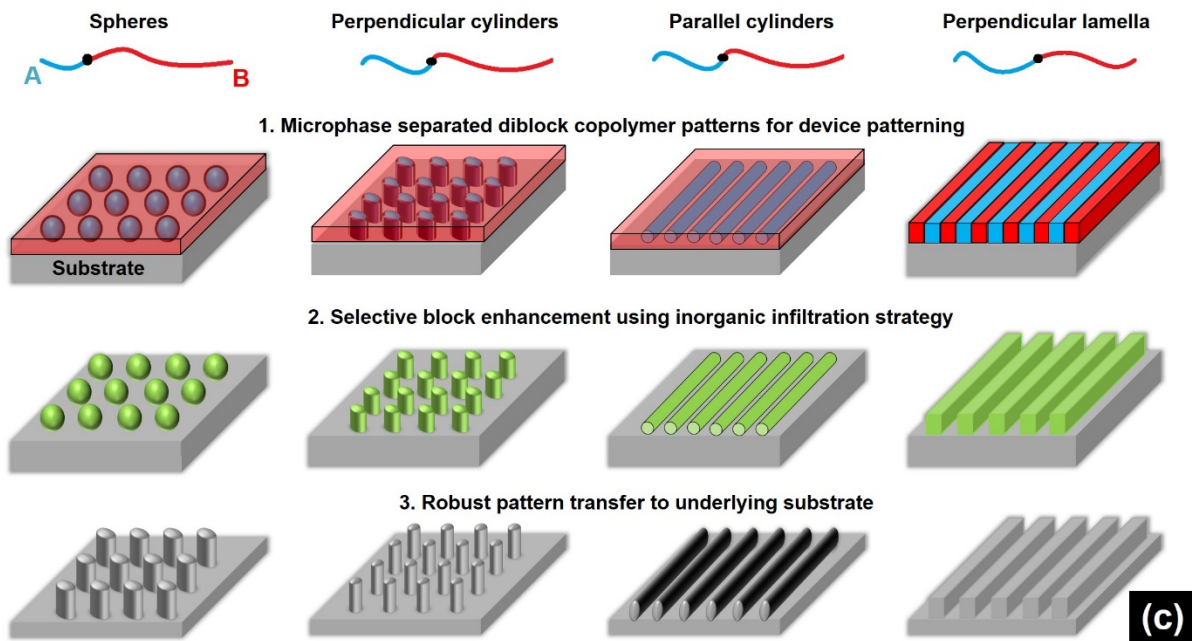 Spheres
Perpendicular cylinders
Parallel cylinders
Perpendicular lamella
A
B
1. Microphase separated diblock copolymer patterns for device patterning
Substrate
2. Selective block enhancement using inorganic infiltration strategy
3. Robust pattern transfer to underlying substrate
(c)